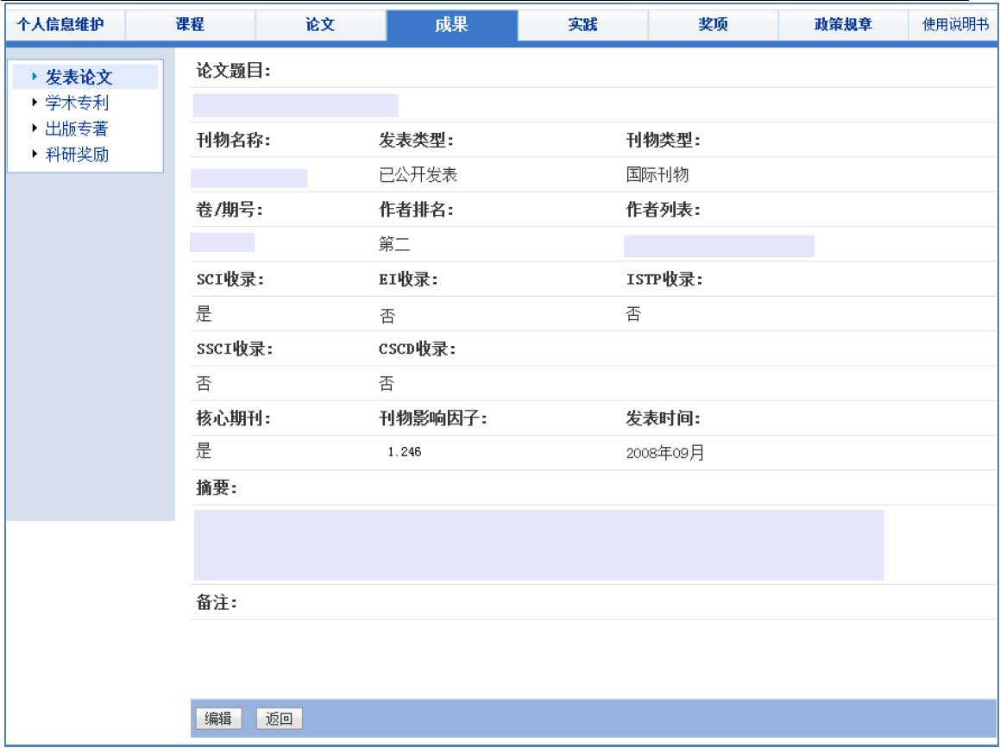 个人信息维护 课程 论文 成果 实践 奖项 政策规章 使用说明书
发表论文
学术专利
出版专著
科研奖励
论文题目:
刊物名称: 发表类型: 刊物类型:
已公开发表 国际刊物
卷/期号: 作者排名: 作者列表:
第二
SCI收录: EI收录: ISTP收录:
是 否 否
SSCI收录: CSCD收录:
否 否
核心期刊: 刊物影响因子: 发表时间:
是 1.246 2008年09月
摘要:
备注:
编辑 返回